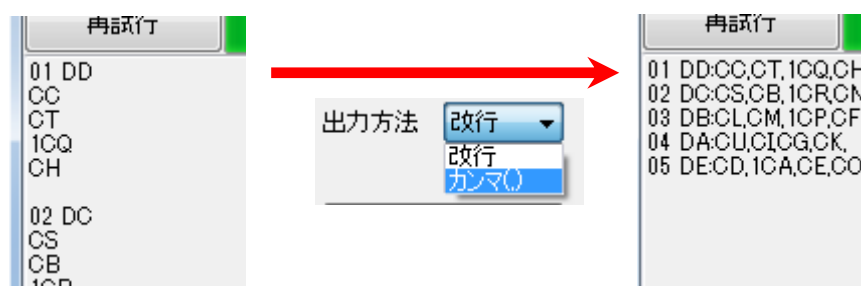 再試行
01 DD
CC
CT
1CQ
CH
02 DC
CS
CB
1CR
出力方法
改行
改行
カンマ(,)
再試行
01 DD:CC,CT,1CQ,CH
02 DC:CS,CB,1CR,CN
03 DB:CL,CM,1CP,CF
04 DA:CU,CI,CG,CK,
05 DE:CD,1CA,CE,CO